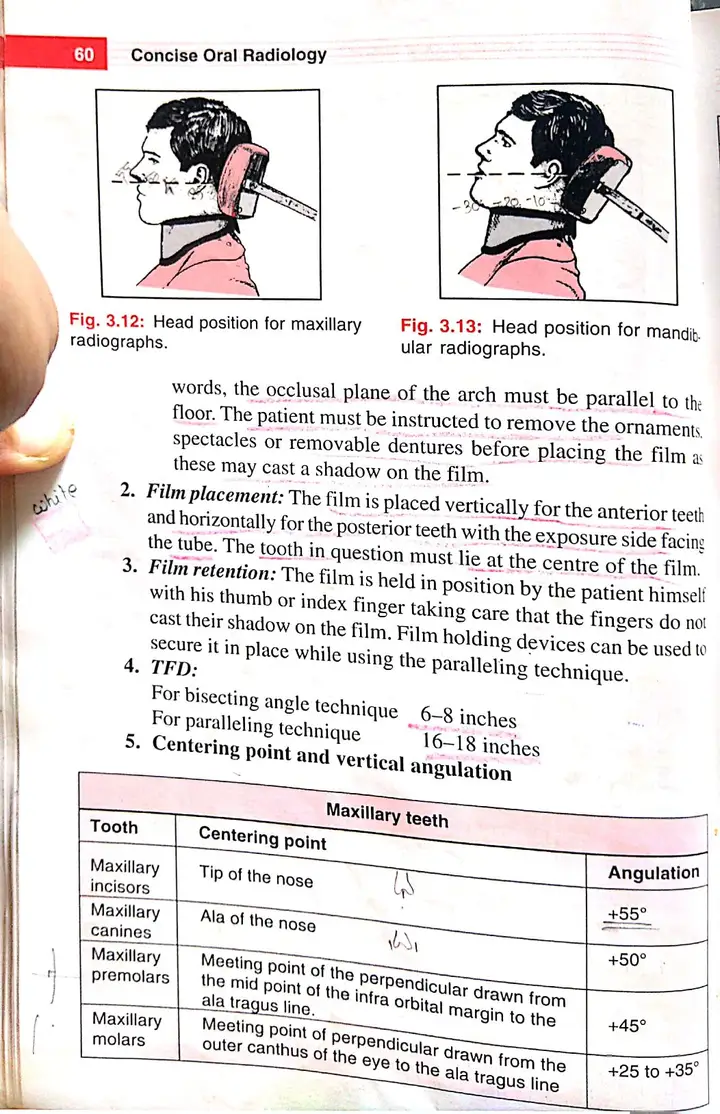 60 Concise Oral Radiology
-30 -20 -10
Fig. 3.12: Head position for maxillary
radiographs.
Fig. 3.13: Head position for mandib-
ular radiographs.
words, the occlusal plane of the arch must be parallel to the
floor. The patient must be instructed to remove the ornaments,
spectacles or removable dentures before placing the film as
these may cast a shadow on the film.
white
2. Film placement: The film is placed vertically for the anterior teeth
and horizontally for the posterior teeth with the exposure side facing
the tube. The tooth in question must lie at the centre of the film.
3. Film retention: The film is held in position by the patient himself
with his thumb or index finger taking care that the fingers do not
cast their shadow on the film. Film holding devices can be used to
secure it in place while using the paralleling technique.
4. TFD:
For bisecting angle technique 6–8 inches
For paralleling technique 16–18 inches
5. Centering point and vertical angulation
Maxillary teeth
Tooth Centering point Angulation
Maxillary incisors Tip of the nose +55°
Maxillary canines Ala of the nose +50°
Maxillary premolars Meeting point of the perpendicular drawn from
the mid point of the infra orbital margin to the
ala tragus line. +45°
Maxillary molars Meeting point of perpendicular drawn from the
outer canthus of the eye to the ala tragus line +25 to +35°